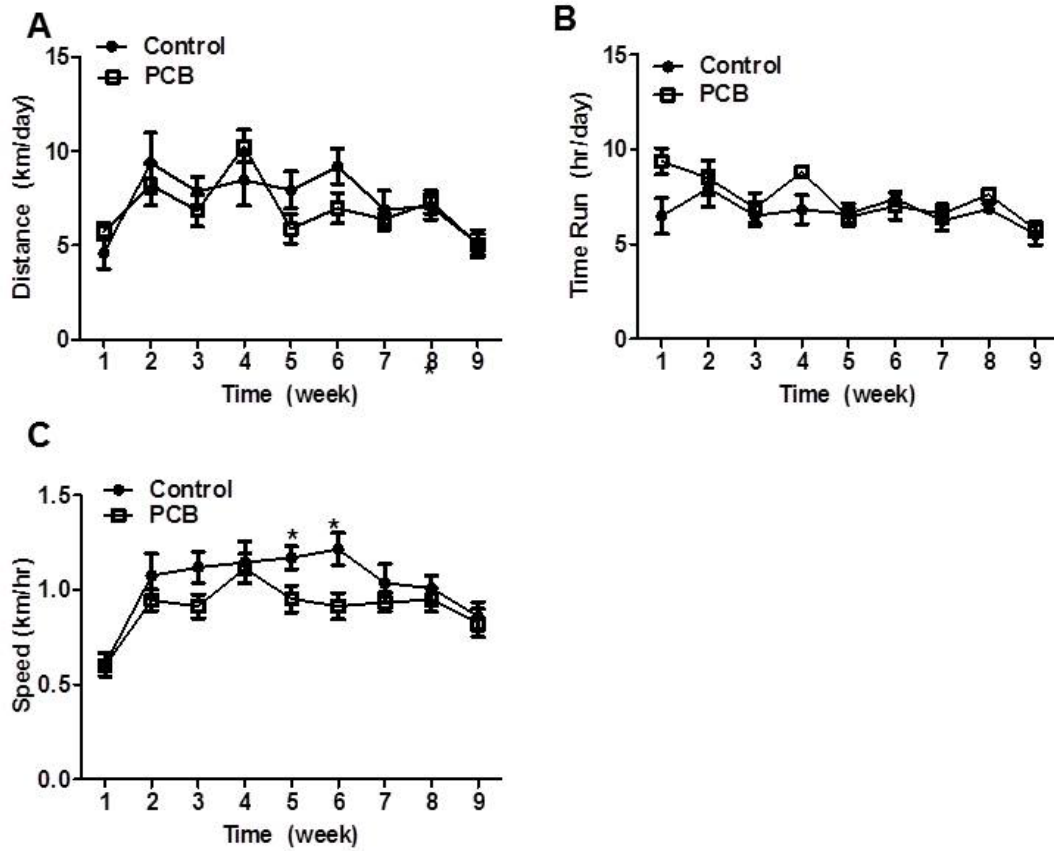 A
Control
PCB
Distance (km/day)
15
10
5
0
1 2 3 4 5 6 7 8 9
*
Time (week)
B
Control
PCB
Time Run (hr/day)
15
10
5
0
1 2 3 4 5 6 7 8 9
Time (week)
C
Control
PCB
Speed (km/hr)
1.5
1.0
0.5
0.0
* *
1 2 3 4 5 6 7 8 9
Time (week)